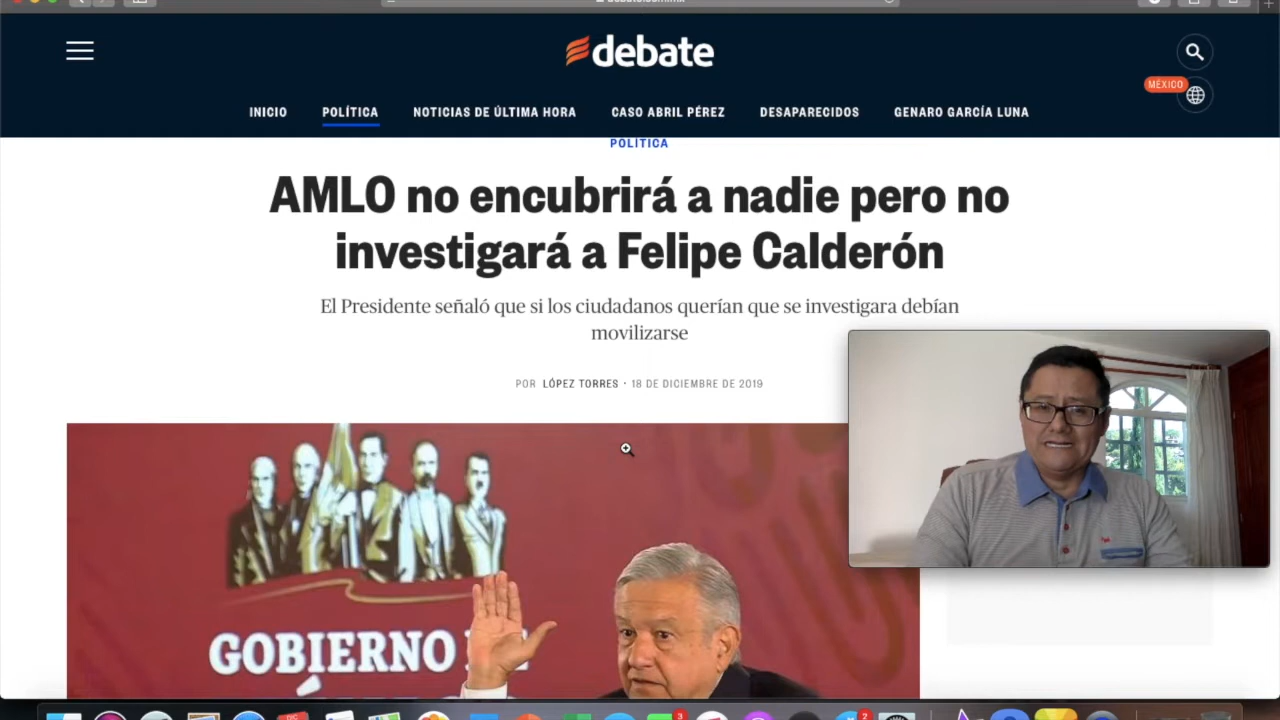 debate
MÉXICO
INICIO POLÍTICA NOTICIAS DE ÚLTIMA HORA CASO ABRIL PÉREZ DESAPARECIDOS GENARO GARCÍA LUNA
POLÍTICA
AMLO no encubrirá a nadie pero no
investigará a Felipe Calderón
El Presidente señaló que si los ciudadanos querían que se investigara debían
movilizarse
POR LÓPEZ TORRES · 18 DE DICIEMBRE DE 2019
GOBIERNO
3
2